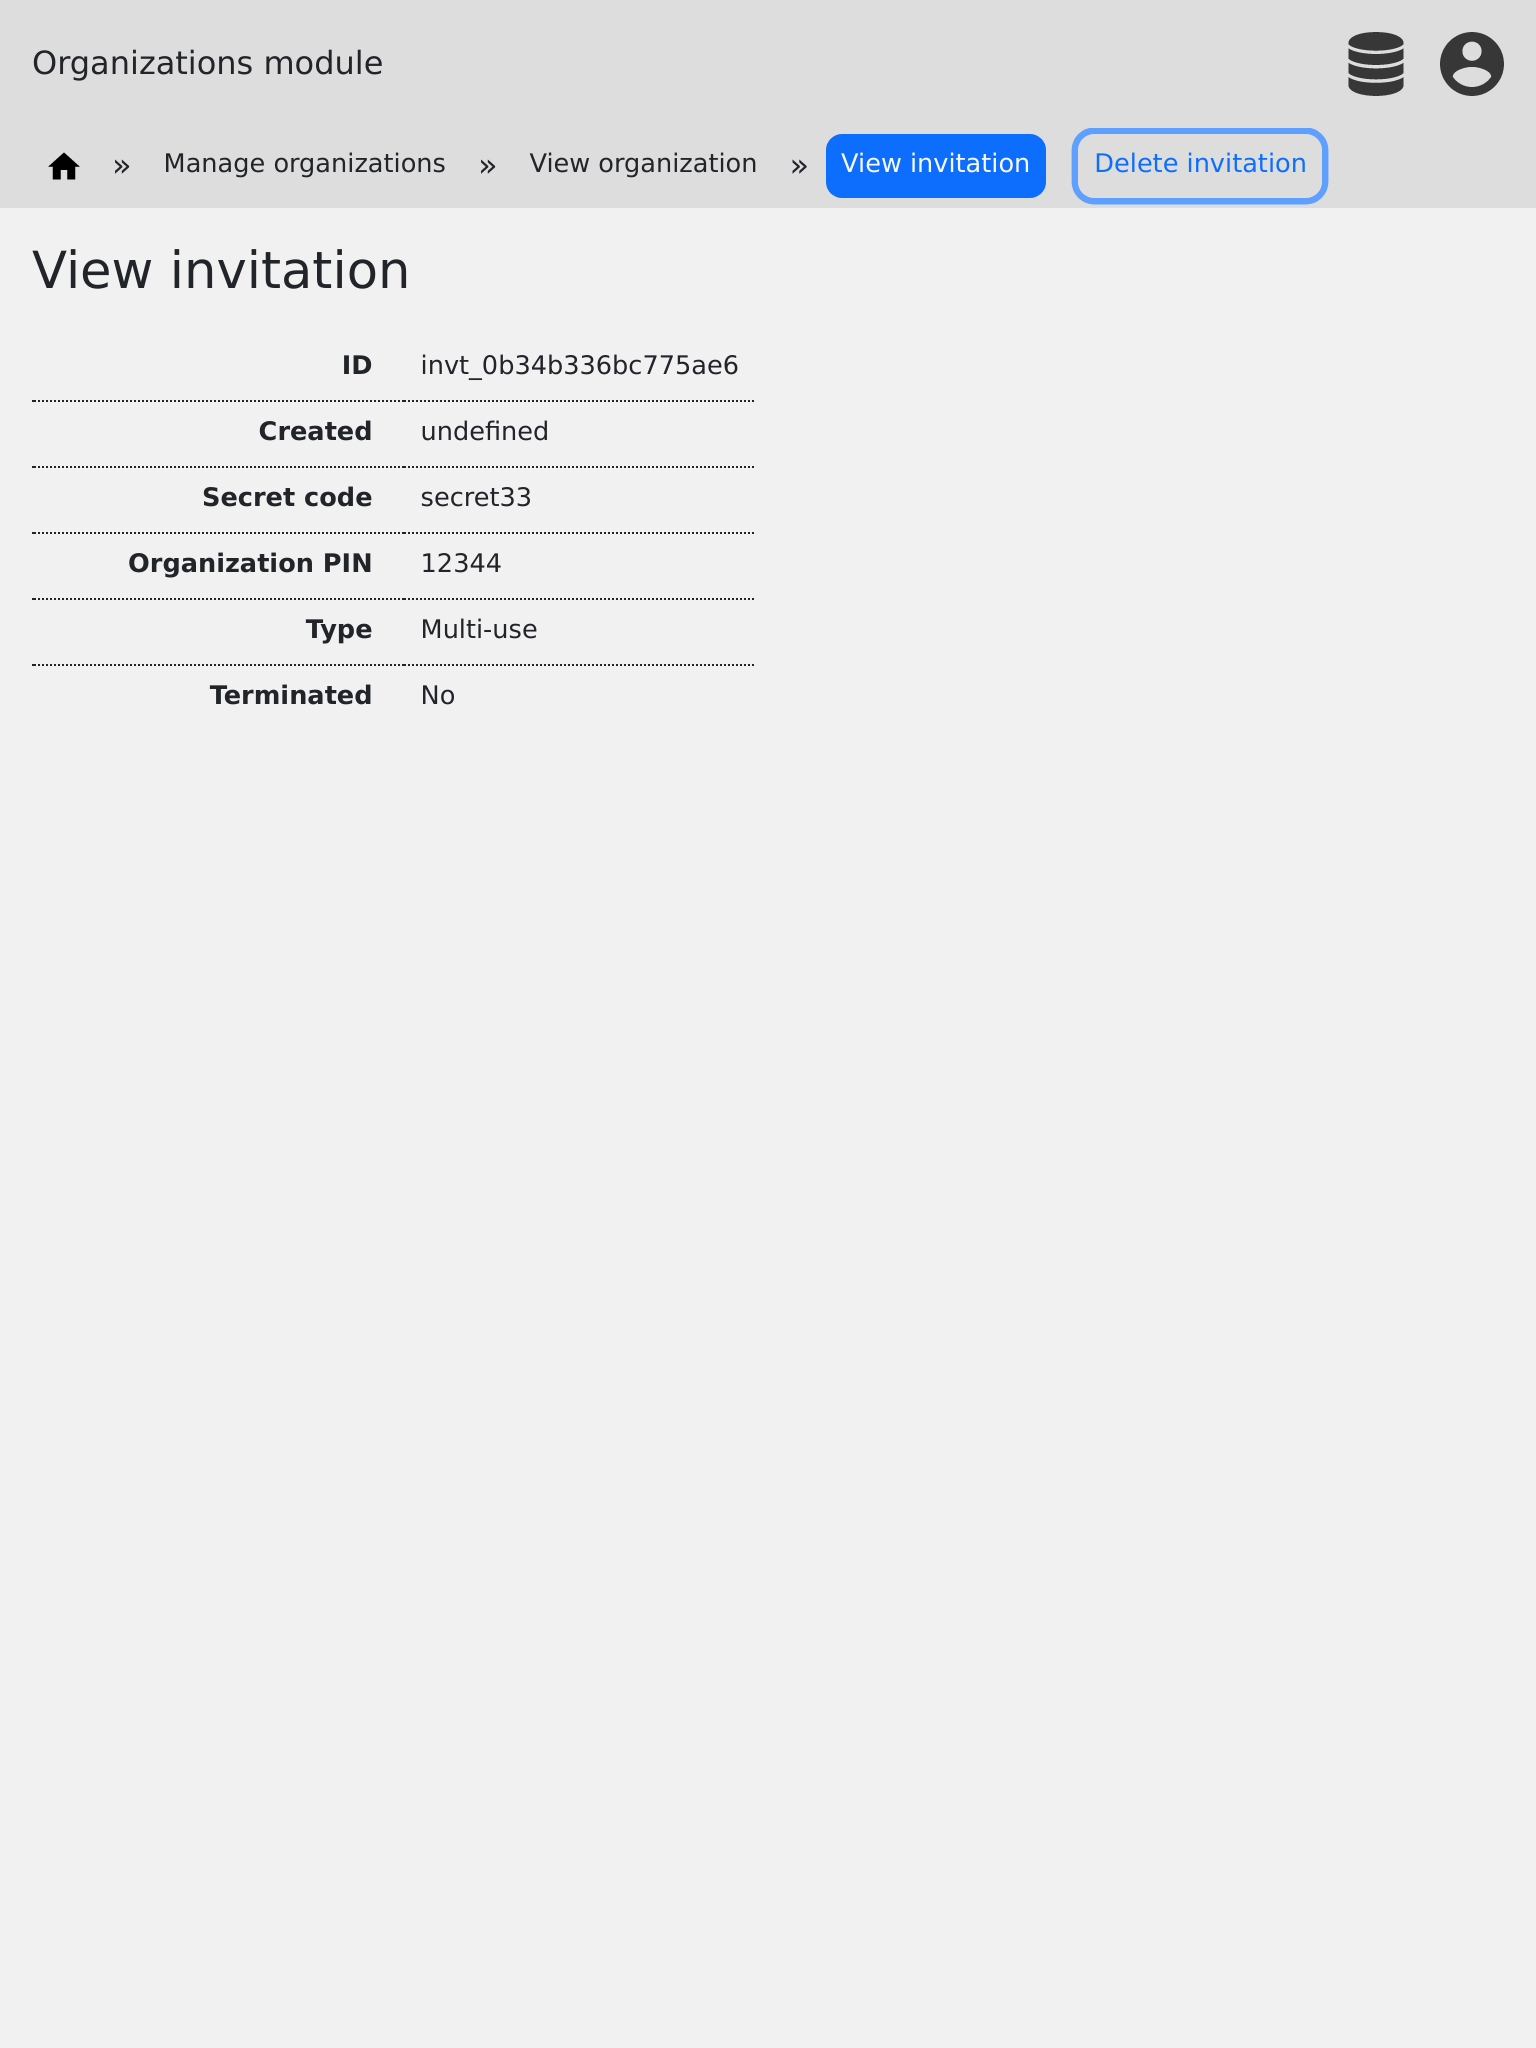 Organizations module
» Manage organizations » View organization » View invitation Delete invitation
View invitation
ID invt_0b34b336bc775ae6
Created undefined
Secret code secret33
Organization PIN 12344
Type Multi-use
Terminated No